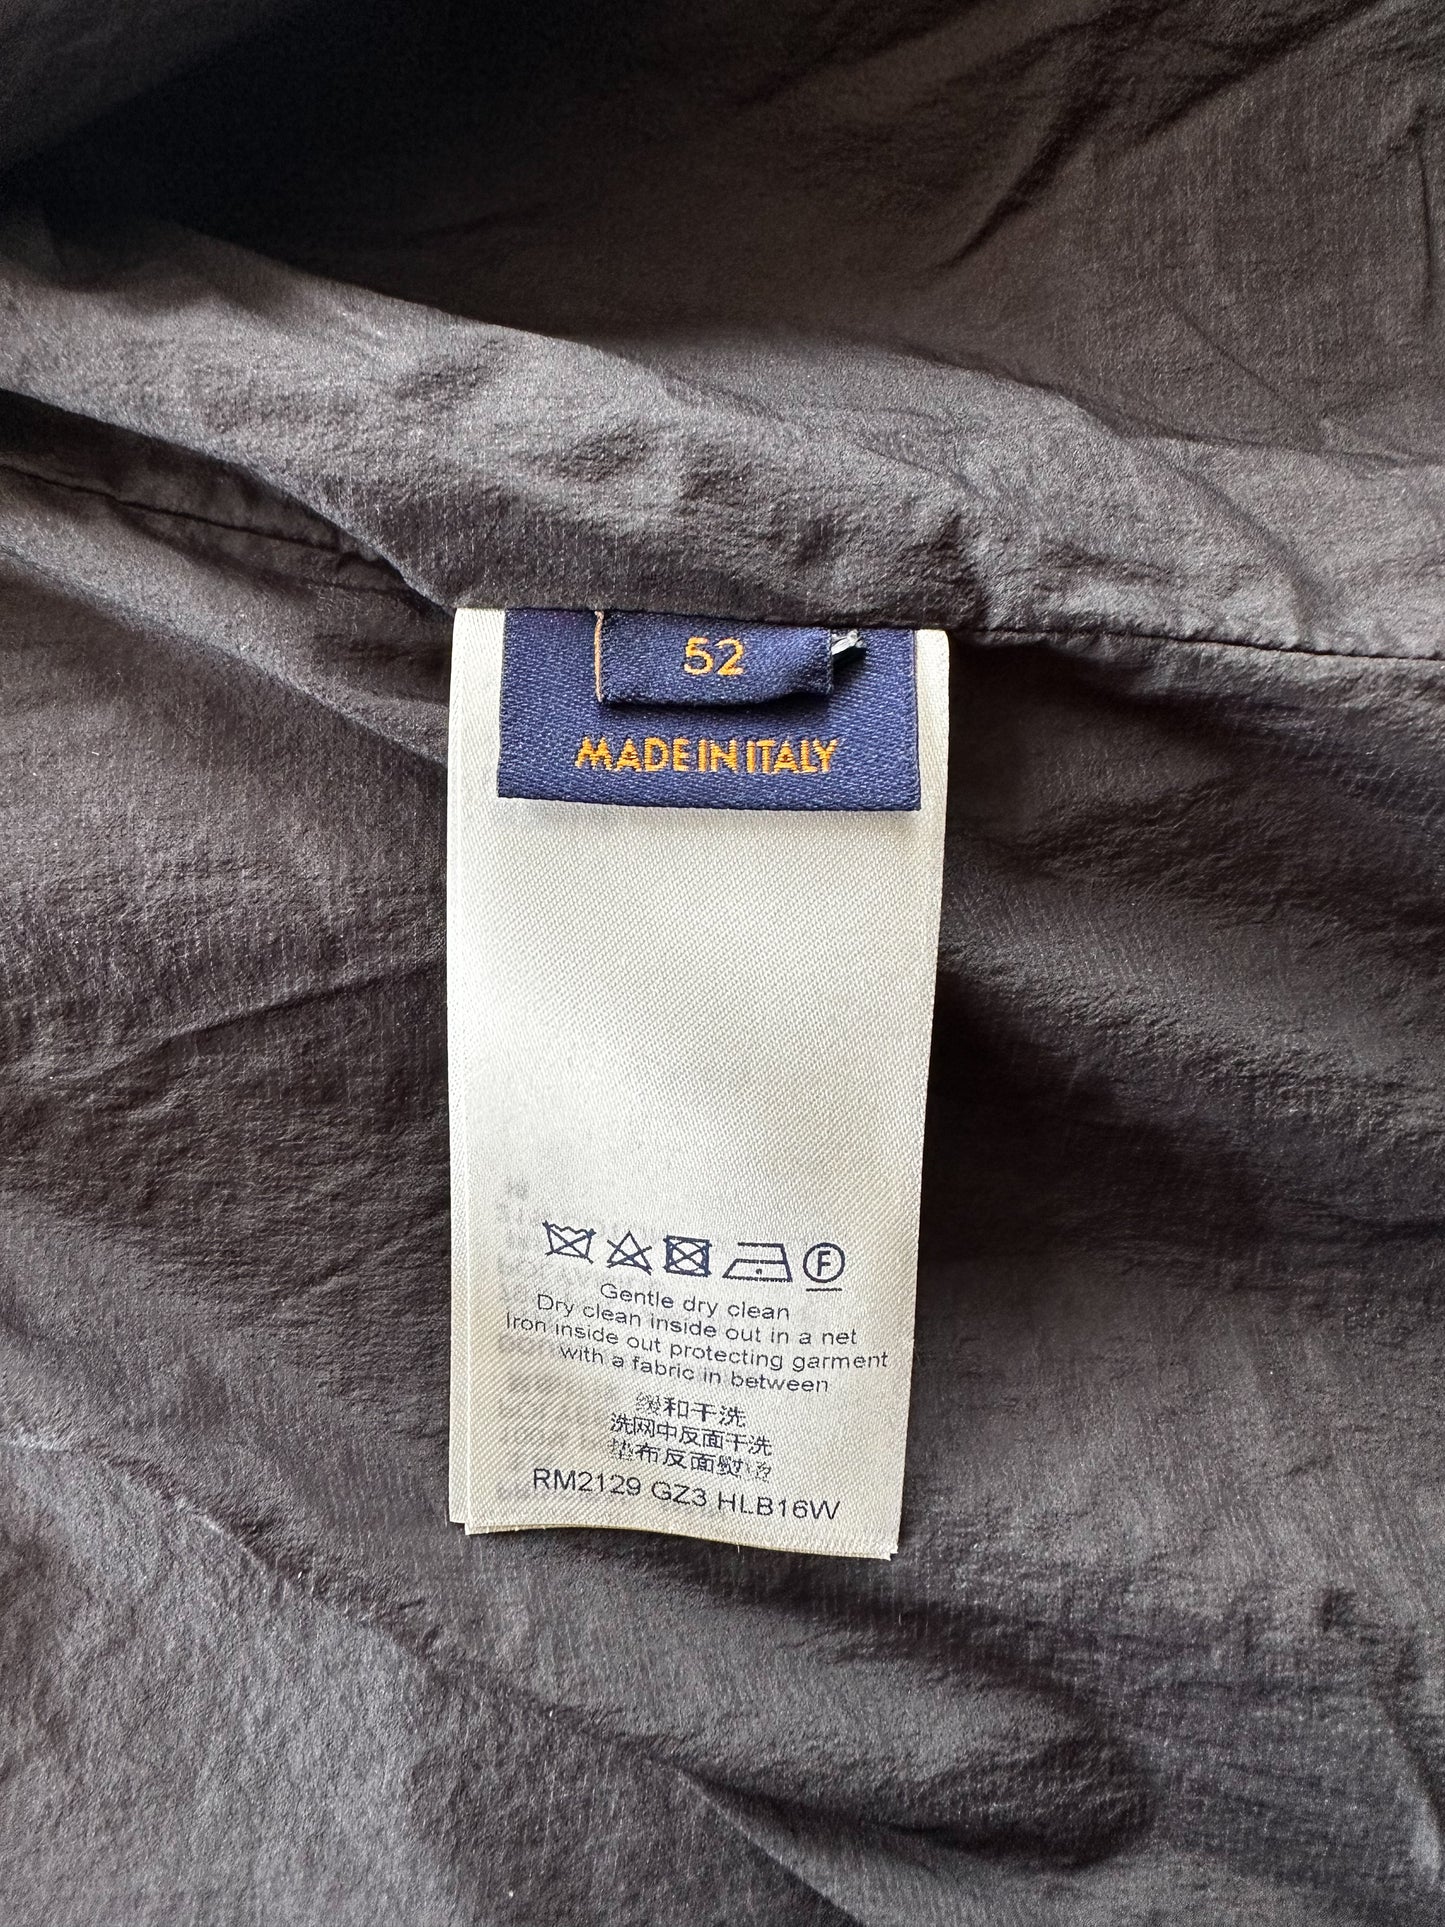 52
MADE IN ITALY
F
Gentle dry clean
Dry clean inside out in a net
Iron inside out protecting garment
with a fabric in between
缓和干洗
洗网中反面干洗
垫布反面熨烫
RM2129 GZ3 HLB16W